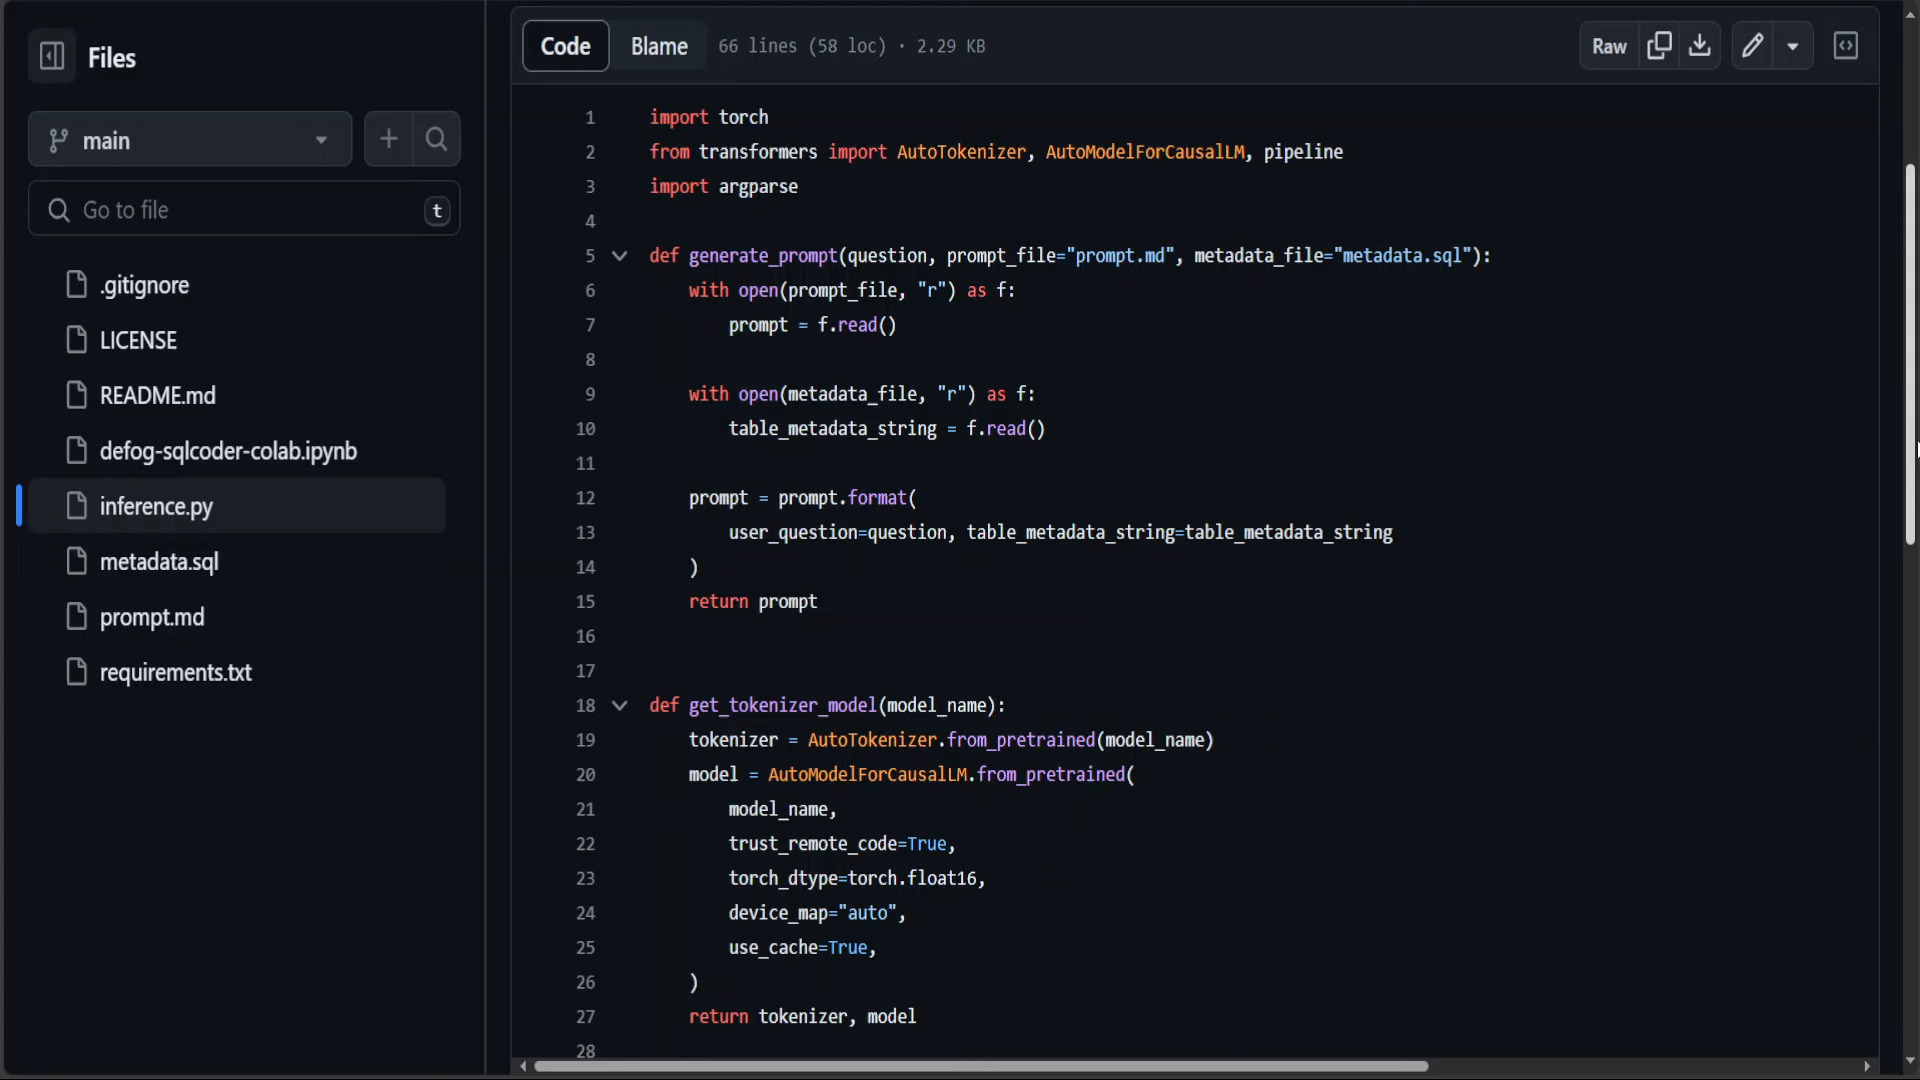 Files
main
Go to file
t
.gitignore
LICENSE
README.md
defog-sqlcoder-colab.ipynb
inference.py
metadata.sql
prompt.md
requirements.txt
Code Blame 66 lines (58 loc) · 2.29 KB Raw
1 import torch
2 from transformers import AutoTokenizer, AutoModelForCausalLM, pipeline
3 import argparse
4
5 def generate_prompt(question, prompt_file="prompt.md", metadata_file="metadata.sql"):
6 with open(prompt_file, "r") as f:
7 prompt = f.read()
8
9 with open(metadata_file, "r") as f:
10 table_metadata_string = f.read()
11
12 prompt = prompt.format(
13 user_question=question, table_metadata_string=table_metadata_string
14 )
15 return prompt
16
17
18 def get_tokenizer_model(model_name):
19 tokenizer = AutoTokenizer.from_pretrained(model_name)
20 model = AutoModelForCausalLM.from_pretrained(
21 model_name,
22 trust_remote_code=True,
23 torch_dtype=torch.float16,
24 device_map="auto",
25 use_cache=True,
26 )
27 return tokenizer, model
28